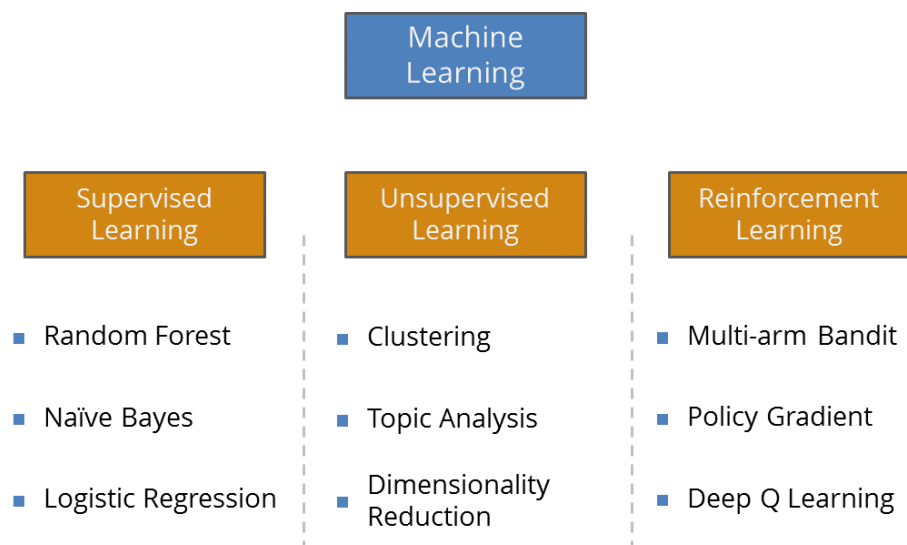 Machine
Learning
Supervised
Learning
Unsupervised
Learning
Reinforcement
Learning
Random Forest
Naïve Bayes
Logistic Regression
Clustering
Topic Analysis
Dimensionality
Reduction
Multi-arm Bandit
Policy Gradient
Deep Q Learning